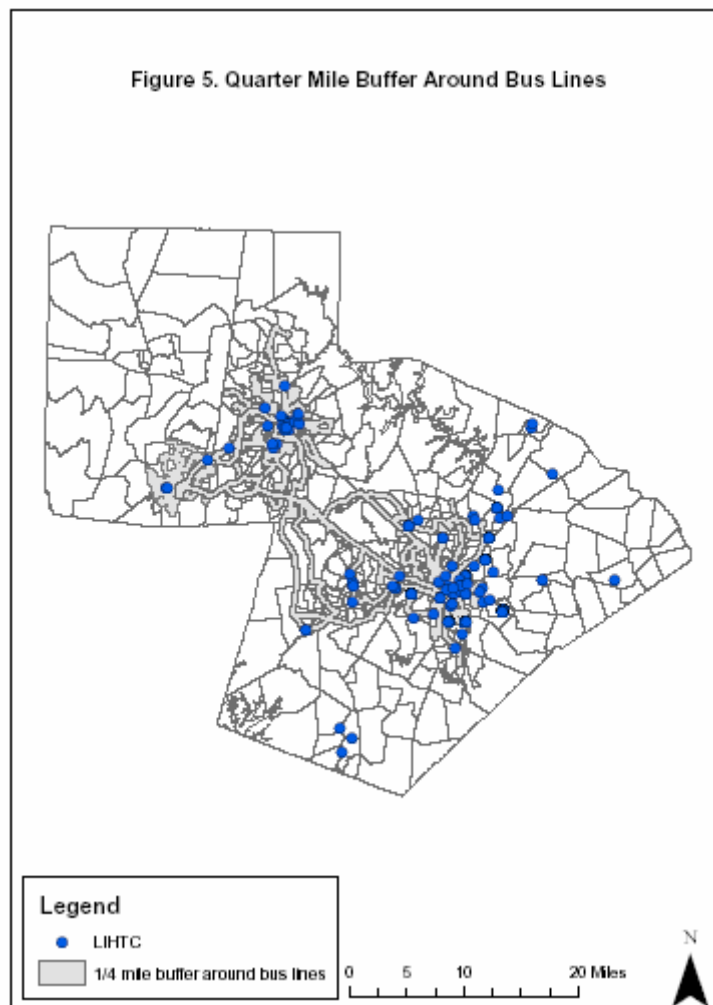 Figure 5. Quarter Mile Buffer Around Bus Lines
Legend
LIHTC
1/4 mile buffer around bus lines
0 5 10 20 Miles
N